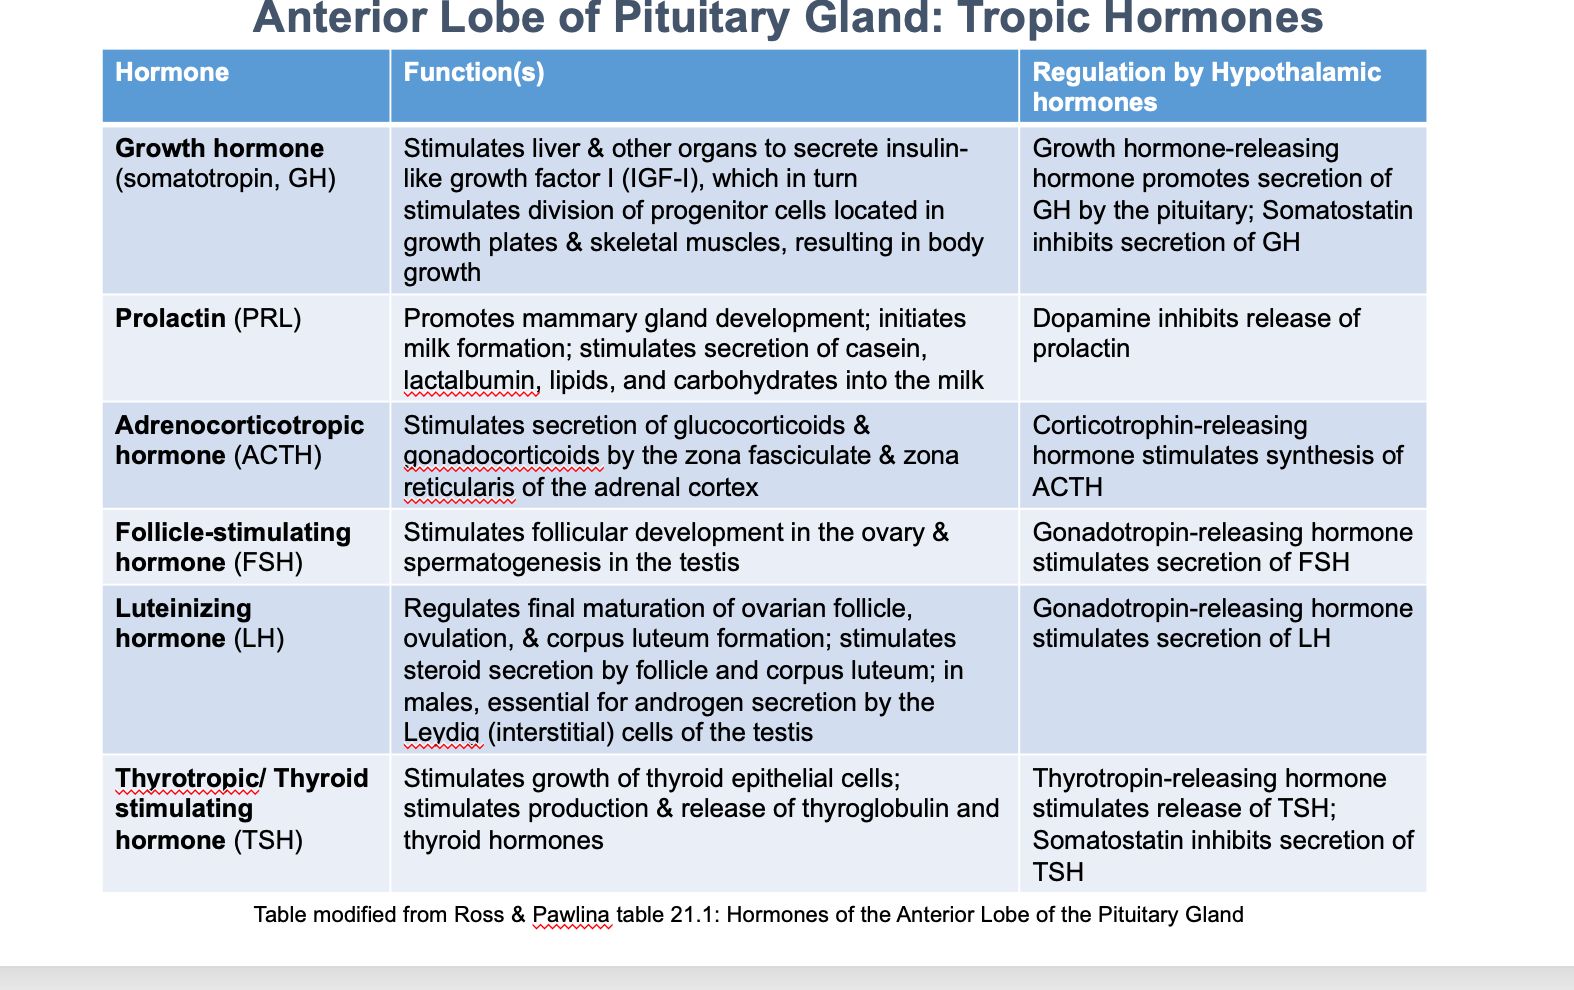 Anterior Lobe of Pituitary Gland: Tropic Hormones
Hormone
Function(s)
Regulation by Hypothalamic
hormones
Growth hormone
(somatotropin, GH)
Stimulates liver & other organs to secrete insulin-
like growth factor I (IGF-I), which in turn
stimulates division of progenitor cells located in
growth plates & skeletal muscles, resulting in body
growth
Growth hormone-releasing
hormone promotes secretion of
GH by the pituitary; Somatostatin
inhibits secretion of GH
Prolactin (PRL)
Promotes mammary gland development; initiates
milk formation; stimulates secretion of casein,
lactalbumin, lipids, and carbohydrates into the milk
Dopamine inhibits release of
prolactin
Adrenocorticotropic
hormone (ACTH)
Stimulates secretion of glucocorticoids &
gonadocorticoids by the zona fasciculate & zona
reticularis of the adrenal cortex
Corticotrophin-releasing
hormone stimulates synthesis of
ACTH
Follicle-stimulating
hormone (FSH)
Stimulates follicular development in the ovary &
spermatogenesis in the testis
Gonadotropin-releasing hormone
stimulates secretion of FSH
Luteinizing
hormone (LH)
Regulates final maturation of ovarian follicle,
ovulation, & corpus luteum formation; stimulates
steroid secretion by follicle and corpus luteum; in
males, essential for androgen secretion by the
Leydig (interstitial) cells of the testis
Gonadotropin-releasing hormone
stimulates secretion of LH
Thyrotropic/ Thyroid
stimulating
hormone (TSH)
Stimulates growth of thyroid epithelial cells;
stimulates production & release of thyroglobulin and
thyroid hormones
Thyrotropin-releasing hormone
stimulates release of TSH;
Somatostatin inhibits secretion of
TSH
Table modified from Ross & Pawlina table 21.1: Hormones of the Anterior Lobe of the Pituitary Gland